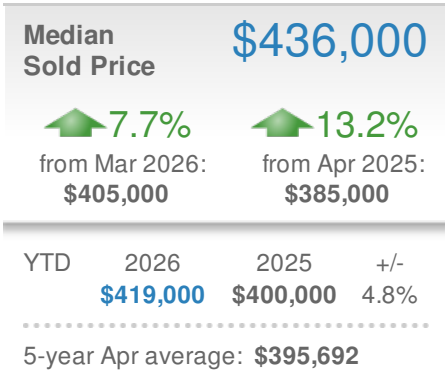 Median
Sold Price
$436,000
7.7%
from Mar 2026:
$405,000
13.2%
from Apr 2025:
$385,000
YTD 2026 2025 +/-
$419,000 $400,000 4.8%
5-year Apr average: $395,692